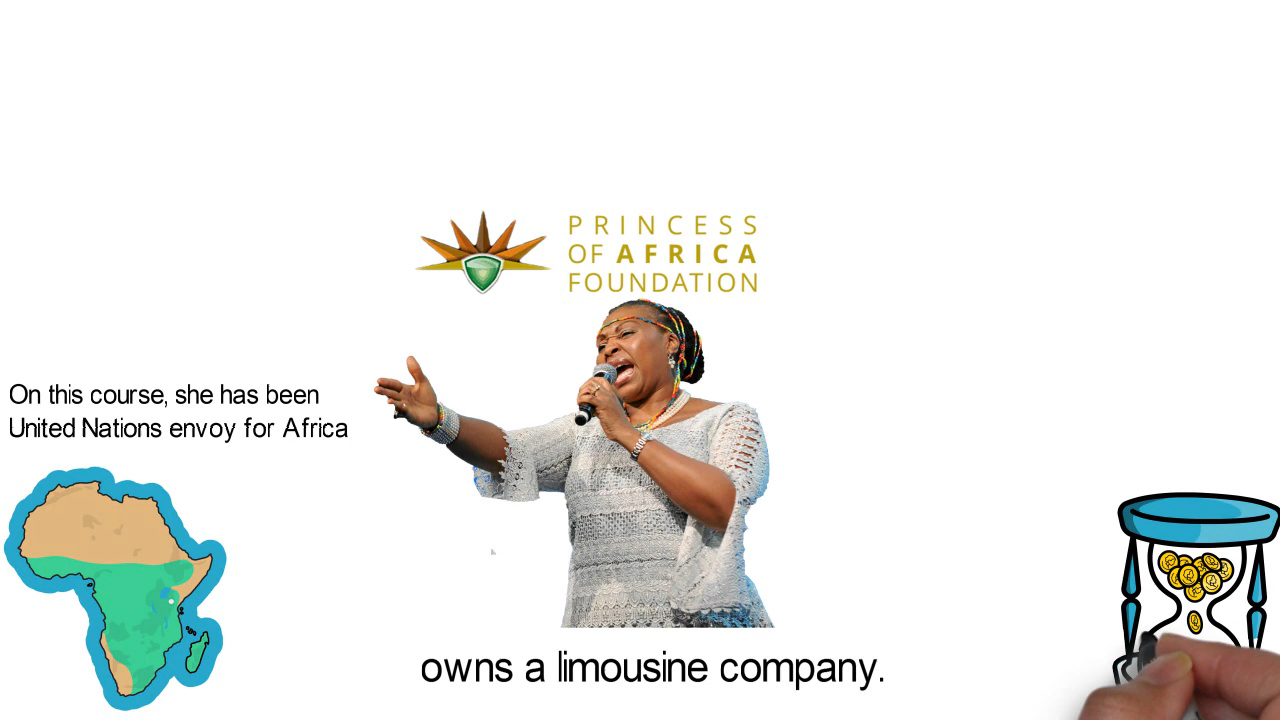 PRINCESS
OF AFRICA
FOUNDATION
On this course, she has been
United Nations envoy for Africa
owns a limousine company.